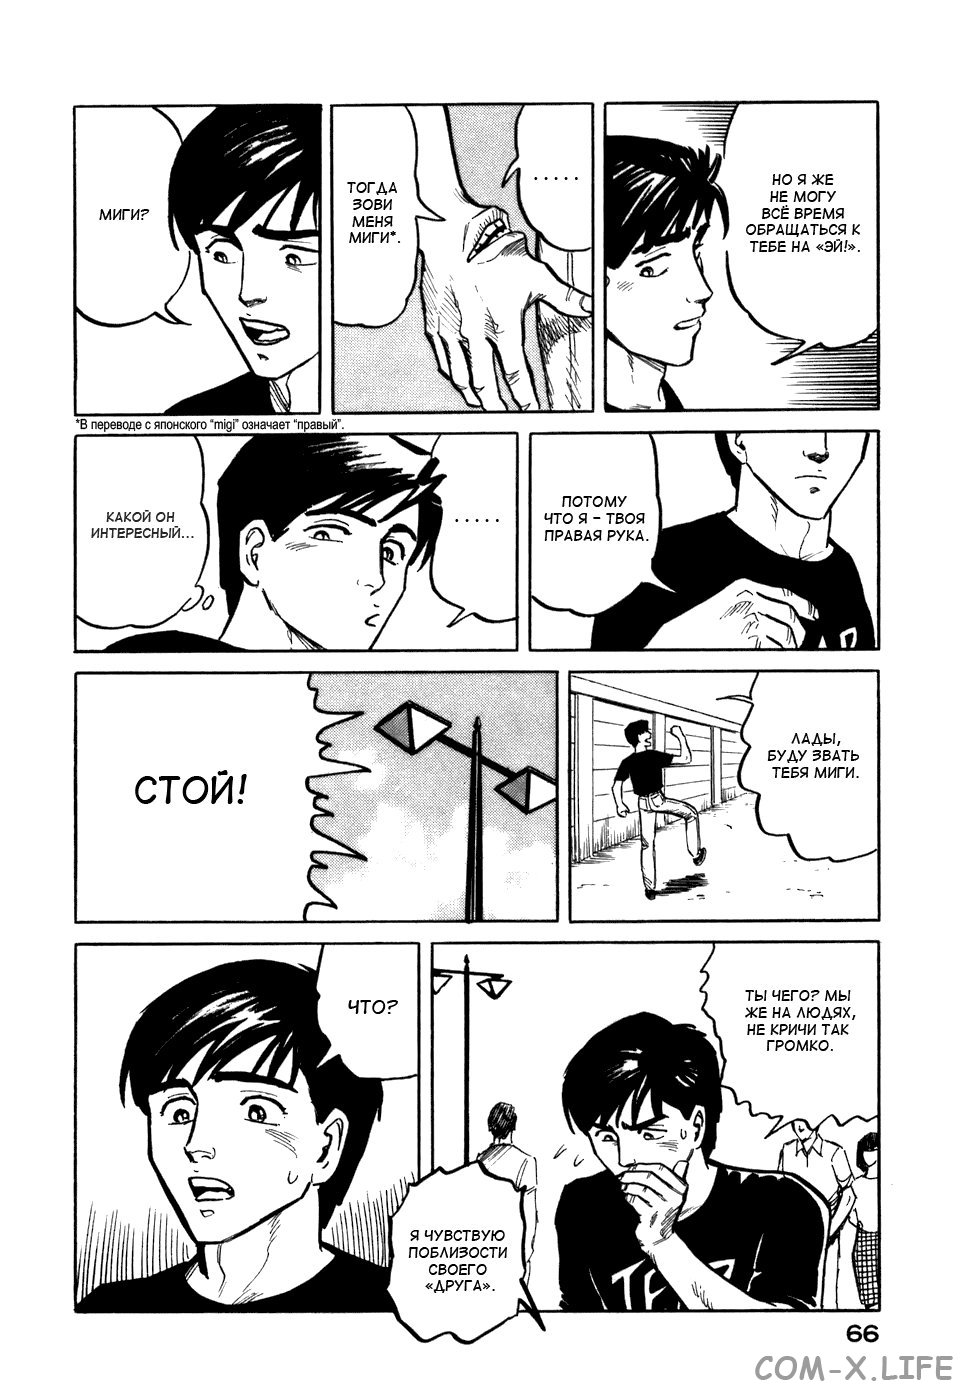 НО Я ЖЕ
НЕ МОГУ
ВСЁ ВРЕМЯ
ОБРАЩАТЬСЯ К
ТЕБЕ НА «ЭЙ!».
.....
ТОГДА
ЗОВИ
МЕНЯ
МИГИ*.
МИГИ?
*В переводе с японского “migi” означает “правый”.
ПОТОМУ
ЧТО Я – ТВОЯ
ПРАВАЯ РУКА.
.....
КАКОЙ ОН
ИНТЕРЕСНЫЙ...
ЛАДЫ,
БУДУ ЗВАТЬ
ТЕБЯ МИГИ.
СТОЙ!
ТЫ ЧЕГО? МЫ
ЖЕ НА ЛЮДЯХ,
НЕ КРИЧИ ТАК
ГРОМКО.
Я ЧУВСТВУЮ
ПОБЛИЗОСТИ
СВОЕГО
«ДРУГА».
ЧТО?
66
COM-X.LIFE